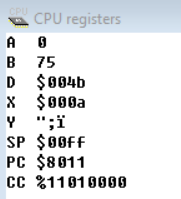 CPU registers
A 0
B 75
D $004b
X $000a
Y ";ï
SP $00ff
PC $8011
CC %11010000